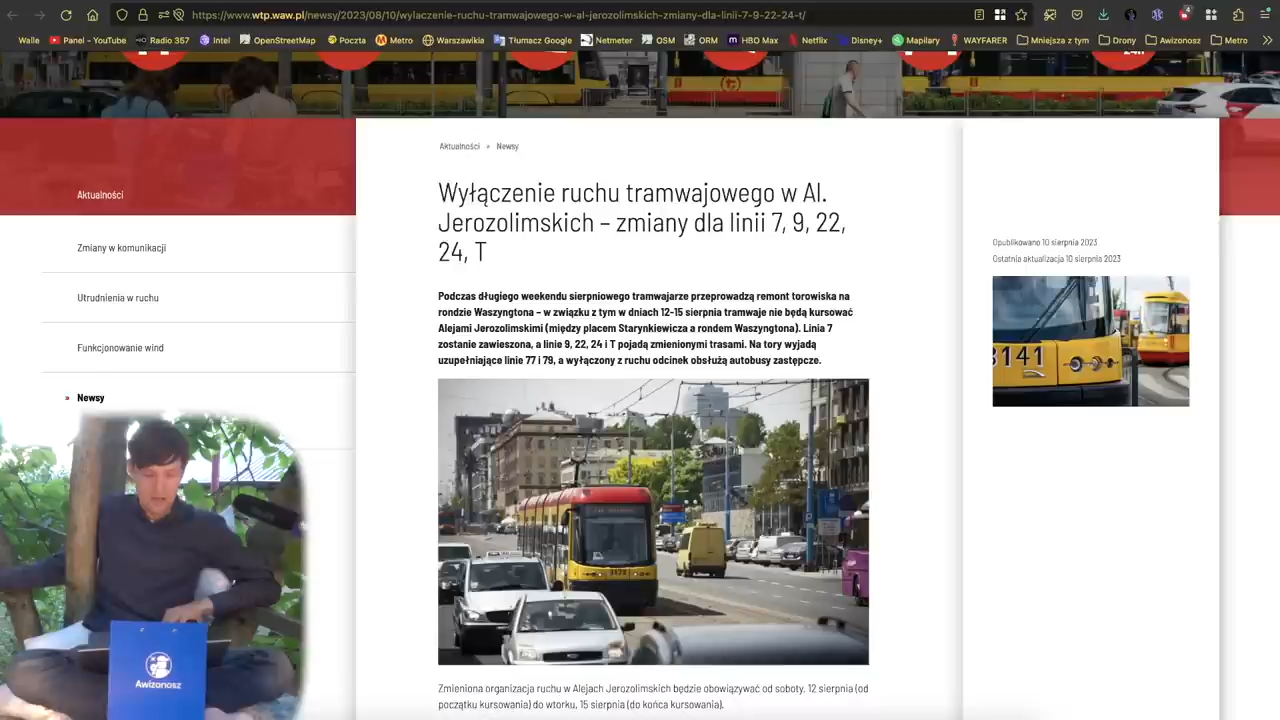 https://www.wtp.waw.pl/newsy/2023/08/10/wylaczenie-ruchu-tramwajowego-w-al-jerozolimskich-zmiany-dla-linii-7-9-22-24-t/
Walle Panel - YouTube Radio 357 Intel OpenStreetMap Poczta Metro Warszawikia Tłumacz Google Netmeter OSM ORM HBO Max Netflix Disney+ Mapilary WAYFARER Mniejsza z tym Drony Awizonosz Metro
24h
Aktualności » Newsy
Aktualności
Zmiany w komunikacji
Utrudnienia w ruchu
Funkcjonowanie wind
» Newsy
Wyłączenie ruchu tramwajowego w Al.
Jerozolimskich – zmiany dla linii 7, 9, 22,
24, T
Podczas długiego weekendu sierpniowego tramwajarze przeprowadzą remont torowiska na
rondzie Waszyngtona – w związku z tym w dniach 12-15 sierpnia tramwaje nie będą kursować
Alejami Jerozolimskimi (między placem Starynkiewicza a rondem Waszyngtona). Linia 7
zostanie zawieszona, a linie 9, 22, 24 i T pojadą zmienionymi trasami. Na tory wyjadą
uzupełniające linie 77 i 79, a wyłączony z ruchu odcinek obsłużą autobusy zastępcze.
Zmieniona organizacja ruchu w Alejach Jerozolimskich będzie obowiązywać od soboty, 12 sierpnia (od
początku kursowania) do wtorku, 15 sierpnia (do końca kursowania).
Opublikowano 10 sierpnia 2023
Ostatnia aktualizacja 10 sierpnia 2023
3141
Awizonosz